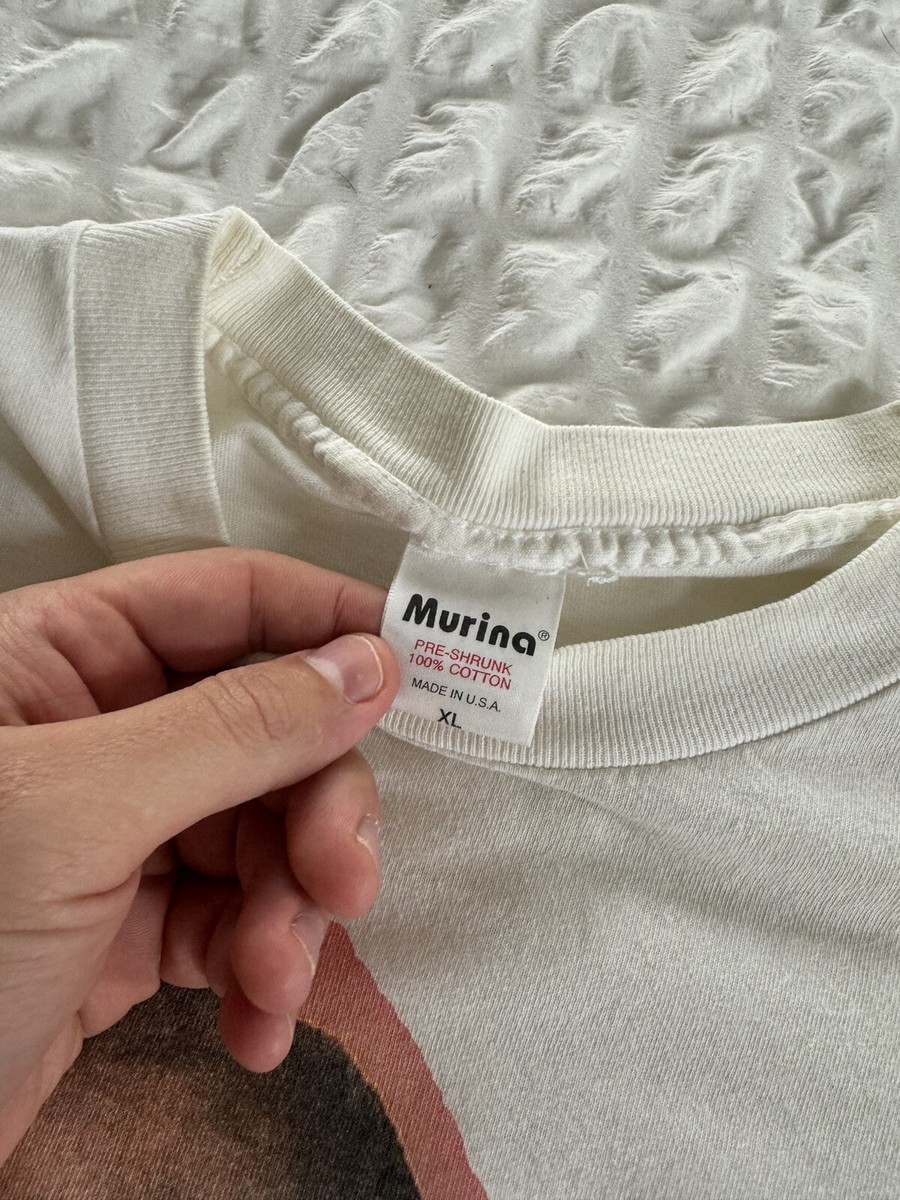 Murina®
PRE-SHRUNK
100% COTTON
MADE IN U.S.A.
XL